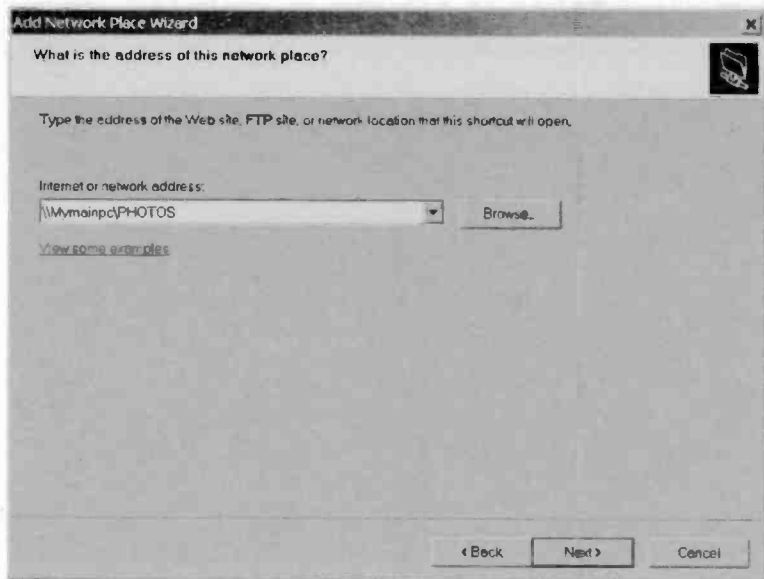 Add Network Place Wizard
What is the address of this network place?
Type the address of the Web site, FTP site, or network location that this shortcut will open.
Internet or network address:
\\Mymainpc\PHOTOS
Browse...
View some examples
< Back
Next >
Cancel